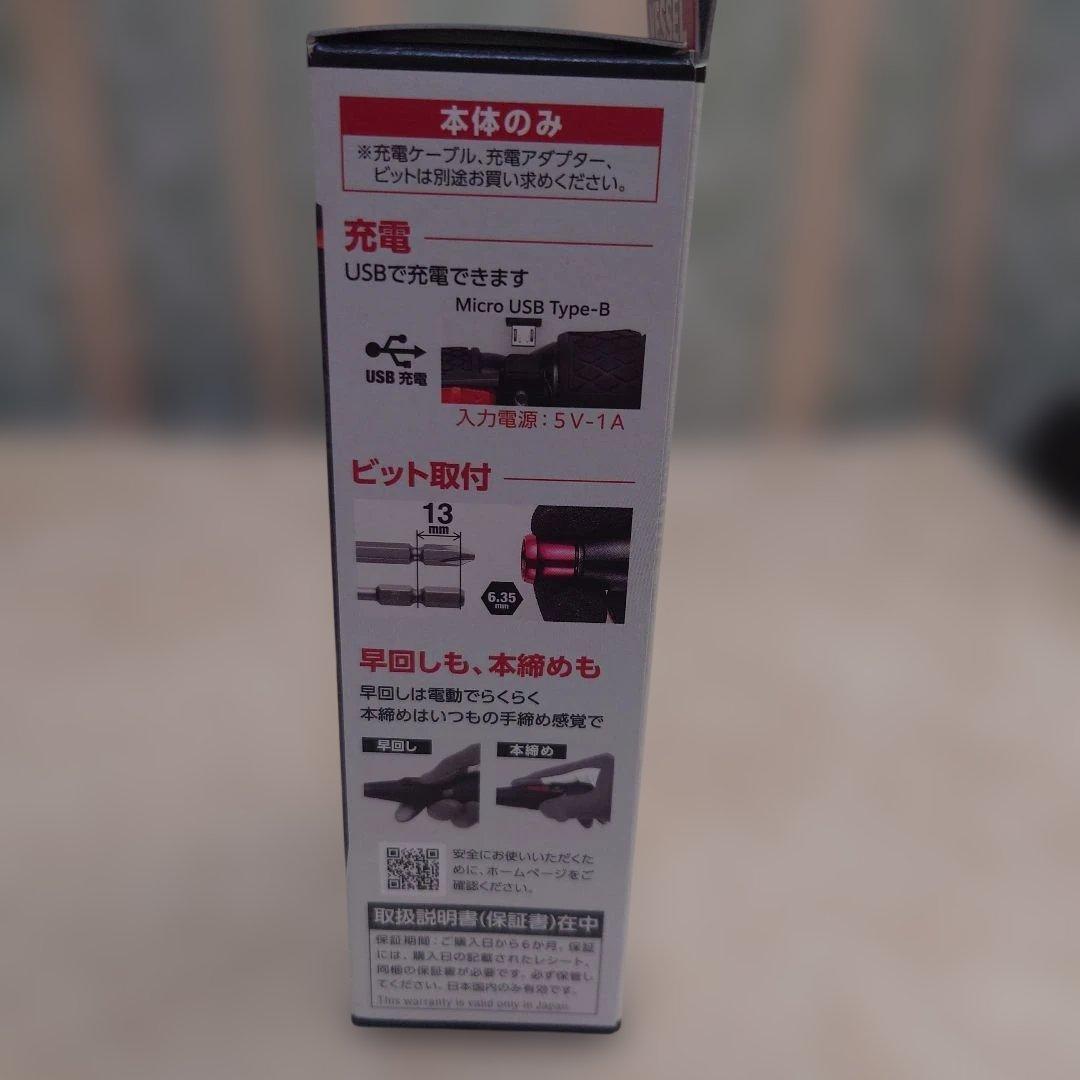 VESSEL
本体のみ
※充電ケーブル、充電アダプター、
ビットは別途お買い求めください。
充電
USBで充電できます
Micro USB Type-B
USB 充電
入力電源：5V-1A
ビット取付
13
mm
6.35
mm
早回しも、本締めも
早回しは電動でらくらく
本締めはいつもの手締め感覚で
早回し
本締め
安全にお使いいただくた
めに、ホームページをご
確認ください。
取扱説明書(保証書)在中
保証期間：ご購入日から6か月。保証
には、購入日の記載されたレシート、
同梱の保証書が必要です。必ず保管し
てください。日本国内のみ有効です。
This warranty is valid only in Japan.